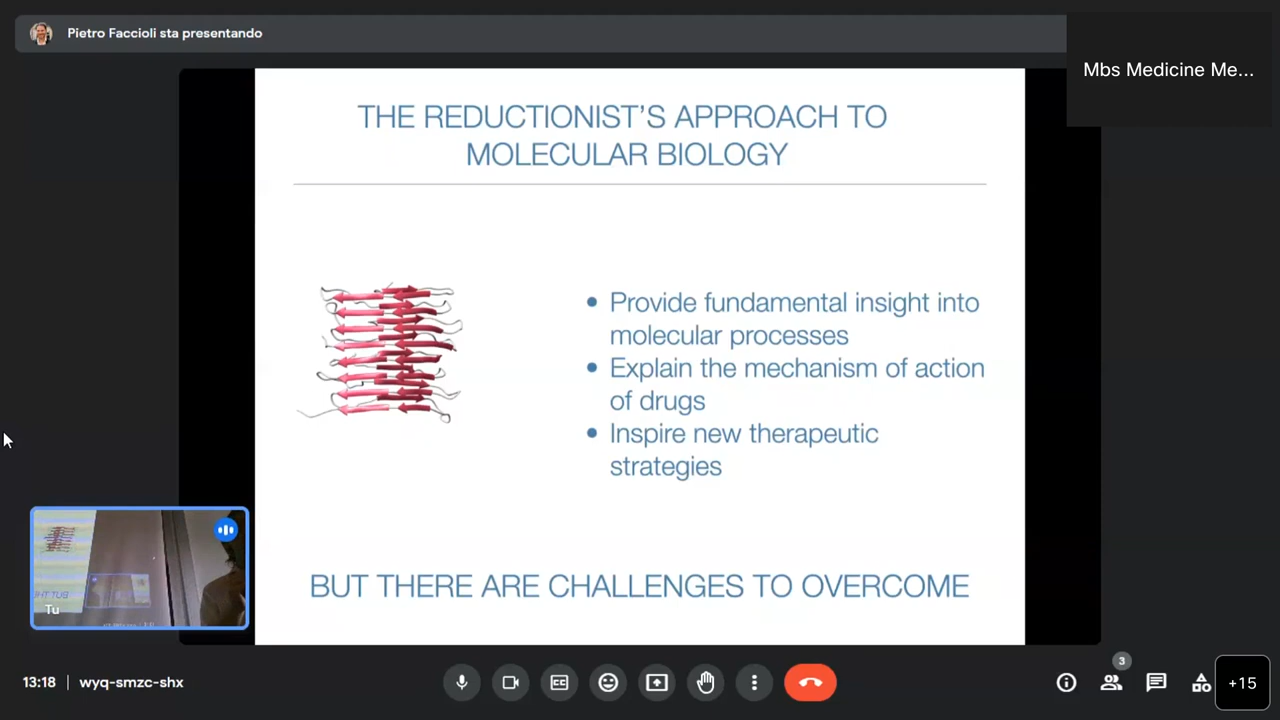 Pietro Faccioli sta presentando
Mbs Medicine Me...
THE REDUCTIONIST'S APPROACH TO
MOLECULAR BIOLOGY
• Provide fundamental insight into
molecular processes
• Explain the mechanism of action
of drugs
• Inspire new therapeutic
strategies
BUT THERE ARE CHALLENGES TO OVERCOME
Tu
13:18 | wyq-smzc-shx
3
+15